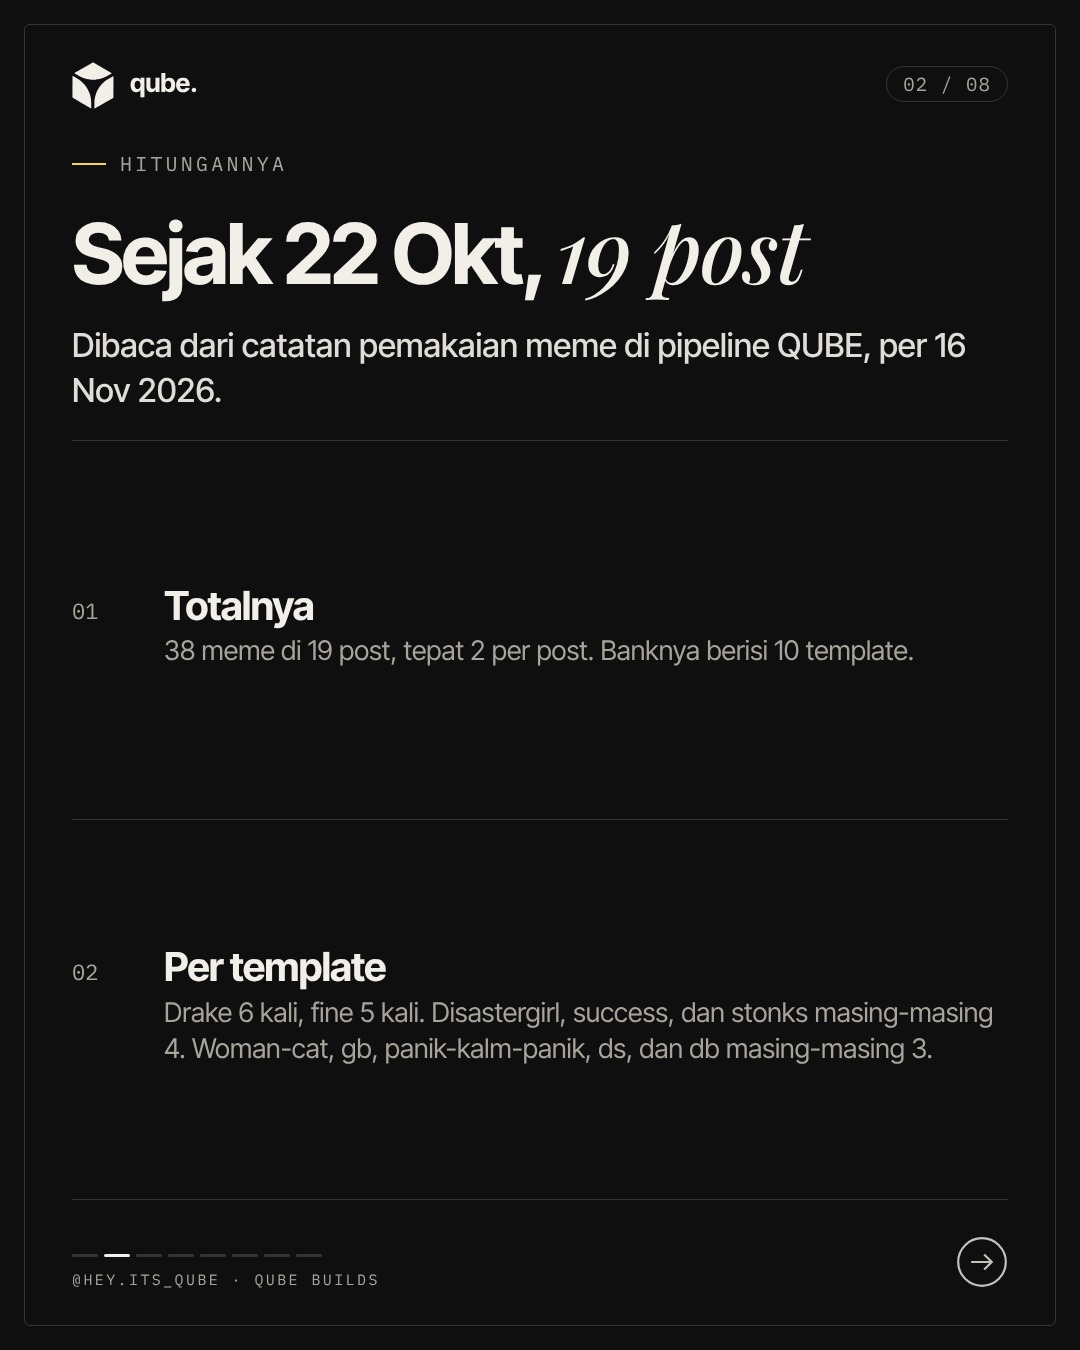 qube.
02 / 08
HITUNGANNYA
Sejak 22 Okt, 19 post
Dibaca dari catatan pemakaian meme di pipeline QUBE, per 16
Nov 2026.
01
Totalnya
38 meme di 19 post, tepat 2 per post. Banknya berisi 10 template.
02
Per template
Drake 6 kali, fine 5 kali. Disastergirl, success, dan stonks masing-masing
4. Woman-cat, gb, panik-kalm-panik, ds, dan db masing-masing 3.
@HEY.ITS_QUBE · QUBE BUILDS